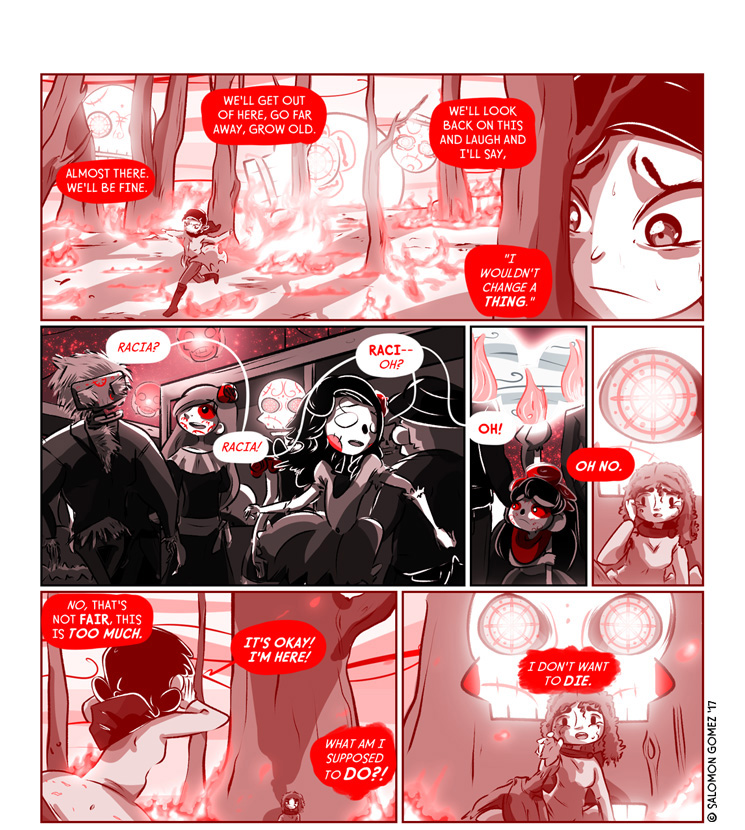 ALMOST THERE.
WE'LL BE FINE.
WE'LL GET OUT
OF HERE, GO FAR
AWAY, GROW OLD.
WE'LL LOOK
BACK ON THIS
AND LAUGH AND
I'LL SAY,
"I
WOULDN'T
CHANGE A
THING."
RACIA?
RACIA!
RACI--
OH?
OH!
OH NO.
NO, THAT'S
NOT FAIR, THIS
IS TOO MUCH.
IT'S OKAY!
I'M HERE!
WHAT AM I
SUPPOSED
TO DO?!
I DON'T WANT
TO DIE.
© SALOMON GOMEZ '17